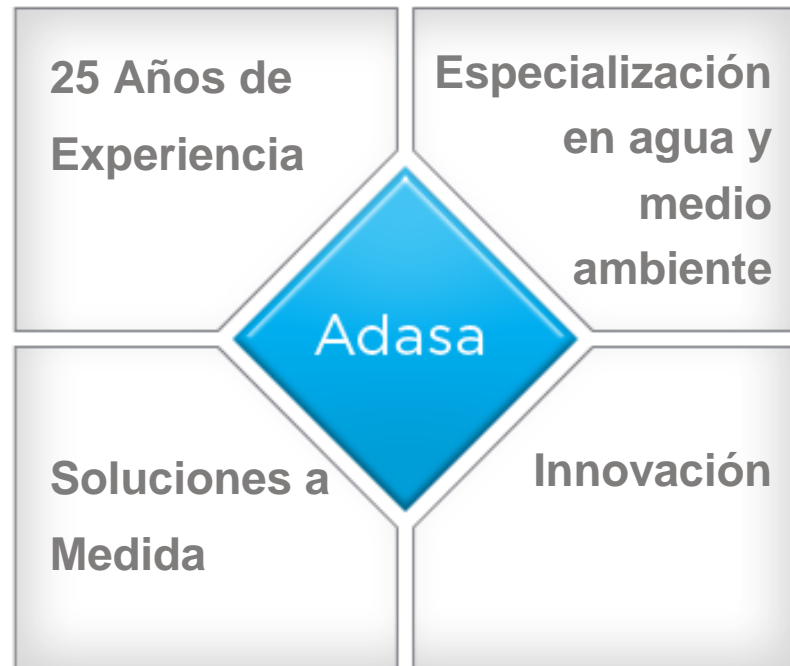 25 Años de
Experiencia
Especialización
en agua y
medio
ambiente
Adasa
Soluciones a
Medida
Innovación